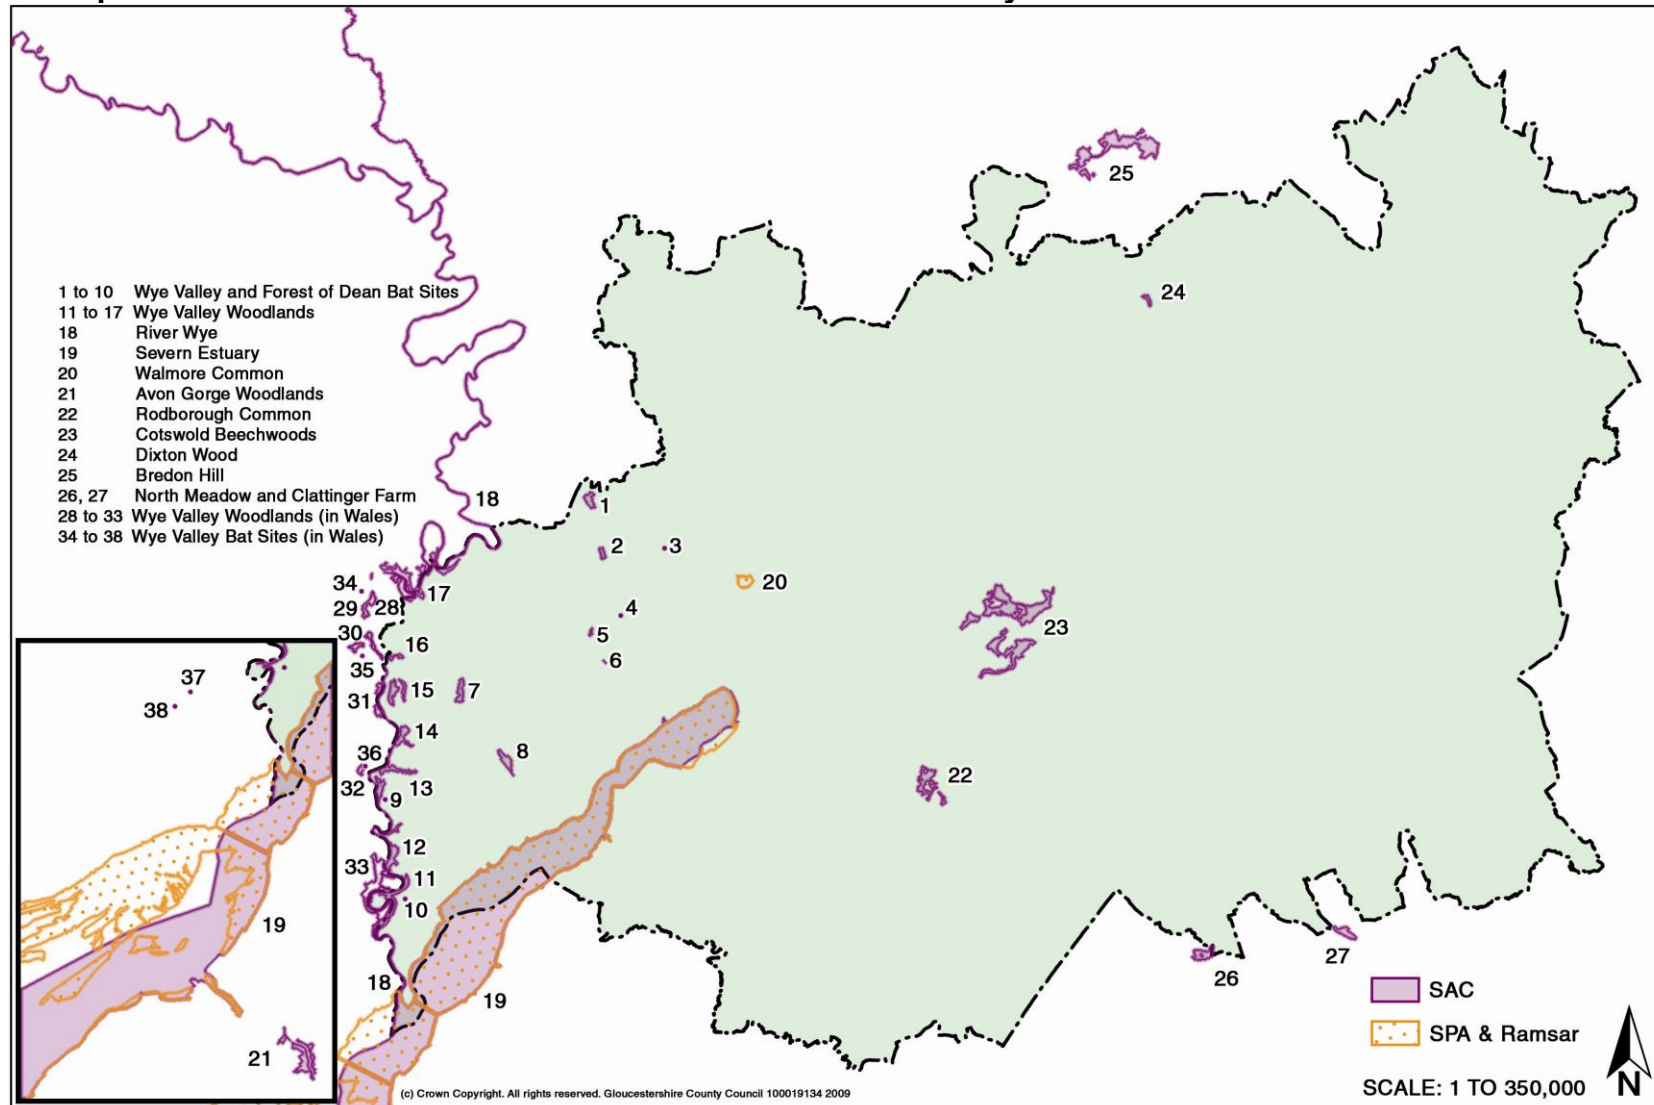 1 to 10 Wye Valley and Forest of Dean Bat Sites
11 to 17 Wye Valley Woodlands
18 River Wye
19 Severn Estuary
20 Walmore Common
21 Avon Gorge Woodlands
22 Rodborough Common
23 Cotswold Beechwoods
24 Dixton Wood
25 Bredon Hill
26, 27 North Meadow and Clattinger Farm
28 to 33 Wye Valley Woodlands (in Wales)
34 to 38 Wye Valley Bat Sites (in Wales)
25
24
18
1
2
3
34
17
20
29
28
4
30
5
23
16
6
35
15
7
31
37
38
14
36
8
32
13
22
9
12
33
11
10
19
27
26
18
19
21
SAC
SPA & Ramsar
SCALE: 1 TO 350,000
N
(c) Crown Copyright. All rights reserved. Gloucestershire County Council 100019134 2009